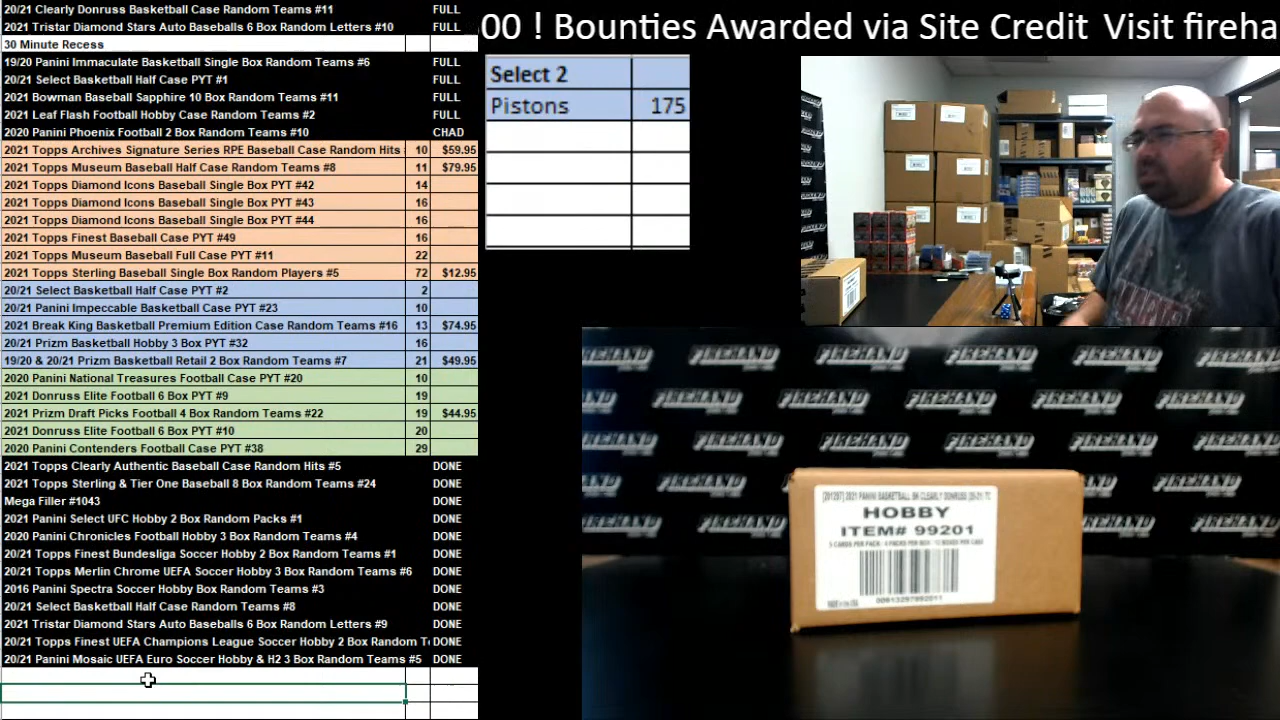 20/21 Clearly Donruss Basketball Case Random Teams #11 FULL
2021 Tristar Diamond Stars Auto Baseballs 6 Box Random Letters #10 FULL
30 Minute Recess
19/20 Panini Immaculate Basketball Single Box Random Teams #6 FULL
20/21 Select Basketball Half Case PYT #1 FULL
2021 Bowman Baseball Sapphire 10 Box Random Teams #11 FULL
2021 Leaf Flash Football Hobby Case Random Teams #2 FULL
2020 Panini Phoenix Football 2 Box Random Teams #10 CHAD
2021 Topps Archives Signature Series RPE Baseball Case Random Hits 10 $59.95
2021 Topps Museum Baseball Half Case Random Teams #8 11 $79.95
2021 Topps Diamond Icons Baseball Single Box PYT #42 14
2021 Topps Diamond Icons Baseball Single Box PYT #43 16
2021 Topps Diamond Icons Baseball Single Box PYT #44 16
2021 Topps Finest Baseball Case PYT #49 16
2021 Topps Museum Baseball Full Case PYT #11 22
2021 Topps Sterling Baseball Single Box Random Players #5 72 $12.95
20/21 Select Basketball Half Case PYT #2 2
20/21 Panini Impeccable Basketball Case PYT #23 10
2021 Break King Basketball Premium Edition Case Random Teams #16 13 $74.95
20/21 Prizm Basketball Hobby 3 Box PYT #32 16
19/20 & 20/21 Prizm Basketball Retail 2 Box Random Teams #7 21 $49.95
2020 Panini National Treasures Football Case PYT #20 10
2021 Donruss Elite Football 6 Box PYT #9 19
2021 Prizm Draft Picks Football 4 Box Random Teams #22 19 $44.95
2021 Donruss Elite Football 6 Box PYT #10 20
2020 Panini Contenders Football Case PYT #38 29
2021 Topps Clearly Authentic Baseball Case Random Hits #5 DONE
2021 Topps Sterling & Tier One Baseball 8 Box Random Teams #24 DONE
Mega Filler #1043 DONE
2021 Panini Select UFC Hobby 2 Box Random Packs #1 DONE
2020 Panini Chronicles Football Hobby 3 Box Random Teams #4 DONE
20/21 Topps Finest Bundesliga Soccer Hobby 2 Box Random Teams #1 DONE
20/21 Topps Merlin Chrome UEFA Soccer Hobby 3 Box Random Teams #6 DONE
2016 Panini Spectra Soccer Hobby Box Random Teams #3 DONE
20/21 Select Basketball Half Case Random Teams #8 DONE
2021 Tristar Diamond Stars Auto Baseballs 6 Box Random Letters #9 DONE
20/21 Topps Finest UEFA Champions League Soccer Hobby 2 Box Random T DONE
20/21 Panini Mosaic UEFA Euro Soccer Hobby & H2 3 Box Random Teams #5 DONE
00 ! Bounties Awarded via Site Credit Visit fireha
Select 2
Pistons 175
FIREHAND
HOBBY
ITEM# 99201